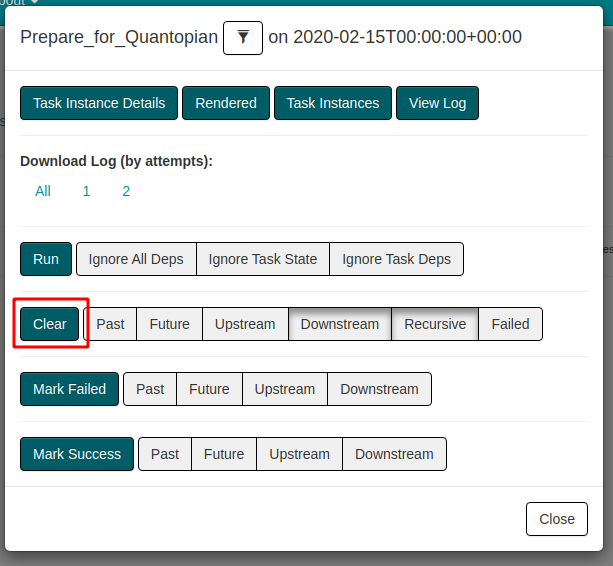 Prepare_for_Quantopian on 2020-02-15T00:00:00+00:00
Task Instance Details Rendered Task Instances View Log
Download Log (by attempts):
All 1 2
Run Ignore All Deps Ignore Task State Ignore Task Deps
Clear Past Future Upstream Downstream Recursive Failed
Mark Failed Past Future Upstream Downstream
Mark Success Past Future Upstream Downstream
Close